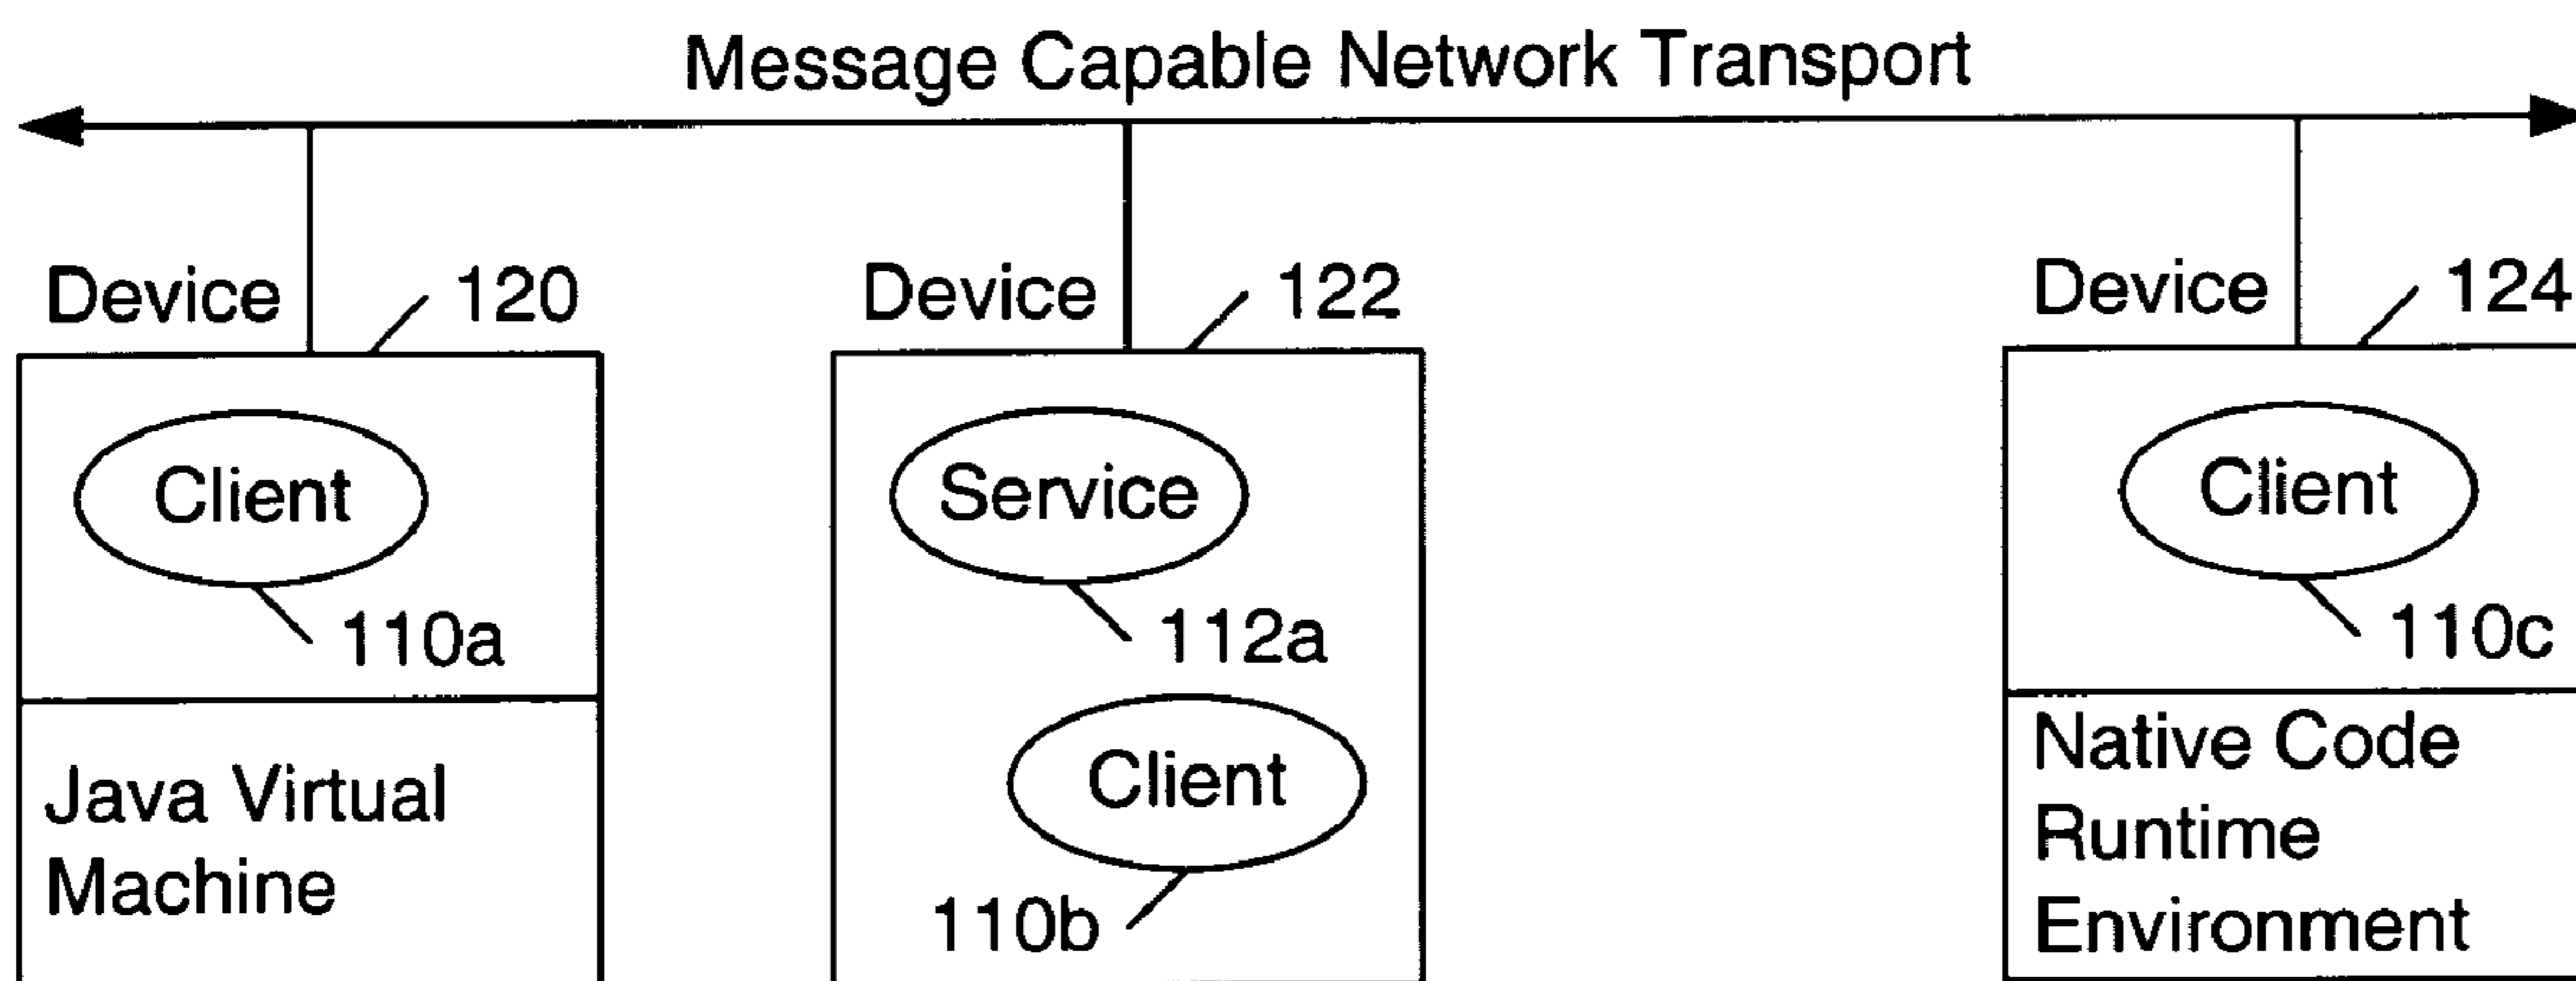 Message Capable Network Transport
Device
120
Device
122
Device
124
Client
110a
Service
112a
Client
110c
Client
110b
Java Virtual
Machine
Native Code
Runtime
Environment